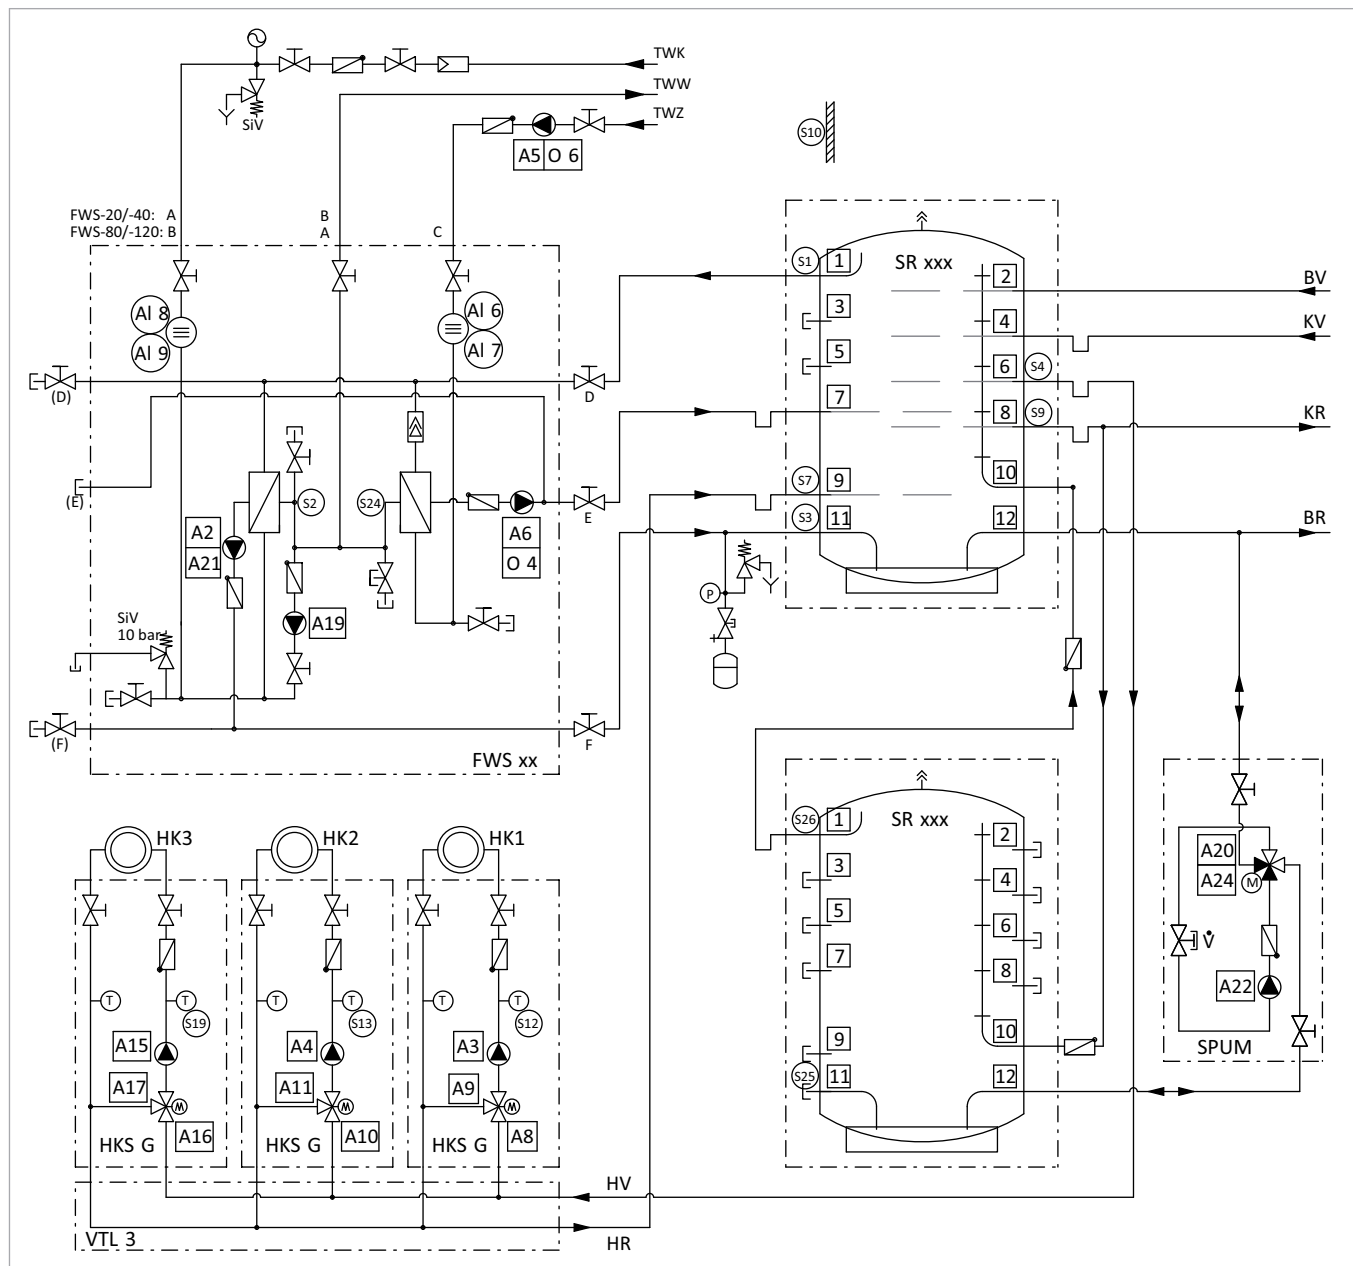 TWK
TWW
TWZ
SiV
A5 O 6
S10
FWS-20/-40: A
FWS-80/-120: B
B
A
C
S1 1 SR xxx 2
BV
3 4
KV
5 6 S4
7 8 S9
KR
S7 9 10
S3 11 12
BR
P
AI 8
AI 9
AI 6
AI 7
(D)
D
(E)
E
S2
S24
A2
A21
A6
O 4
A19
SiV
10 bar
(F)
F
FWS xx
HK3
HK2
HK1
T T
S19
T T
S13
T T
S12
A15
A4
A3
A17
A11
A9
M
M
M
A16
A10
A8
HKS G
HKS G
HKS G
HV
HR
VTL 3
S26 1 SR xxx 2
3 4
5 6
7 8
9 10
S25 11 12
A20
A24
M
V̇
A22
SPUM